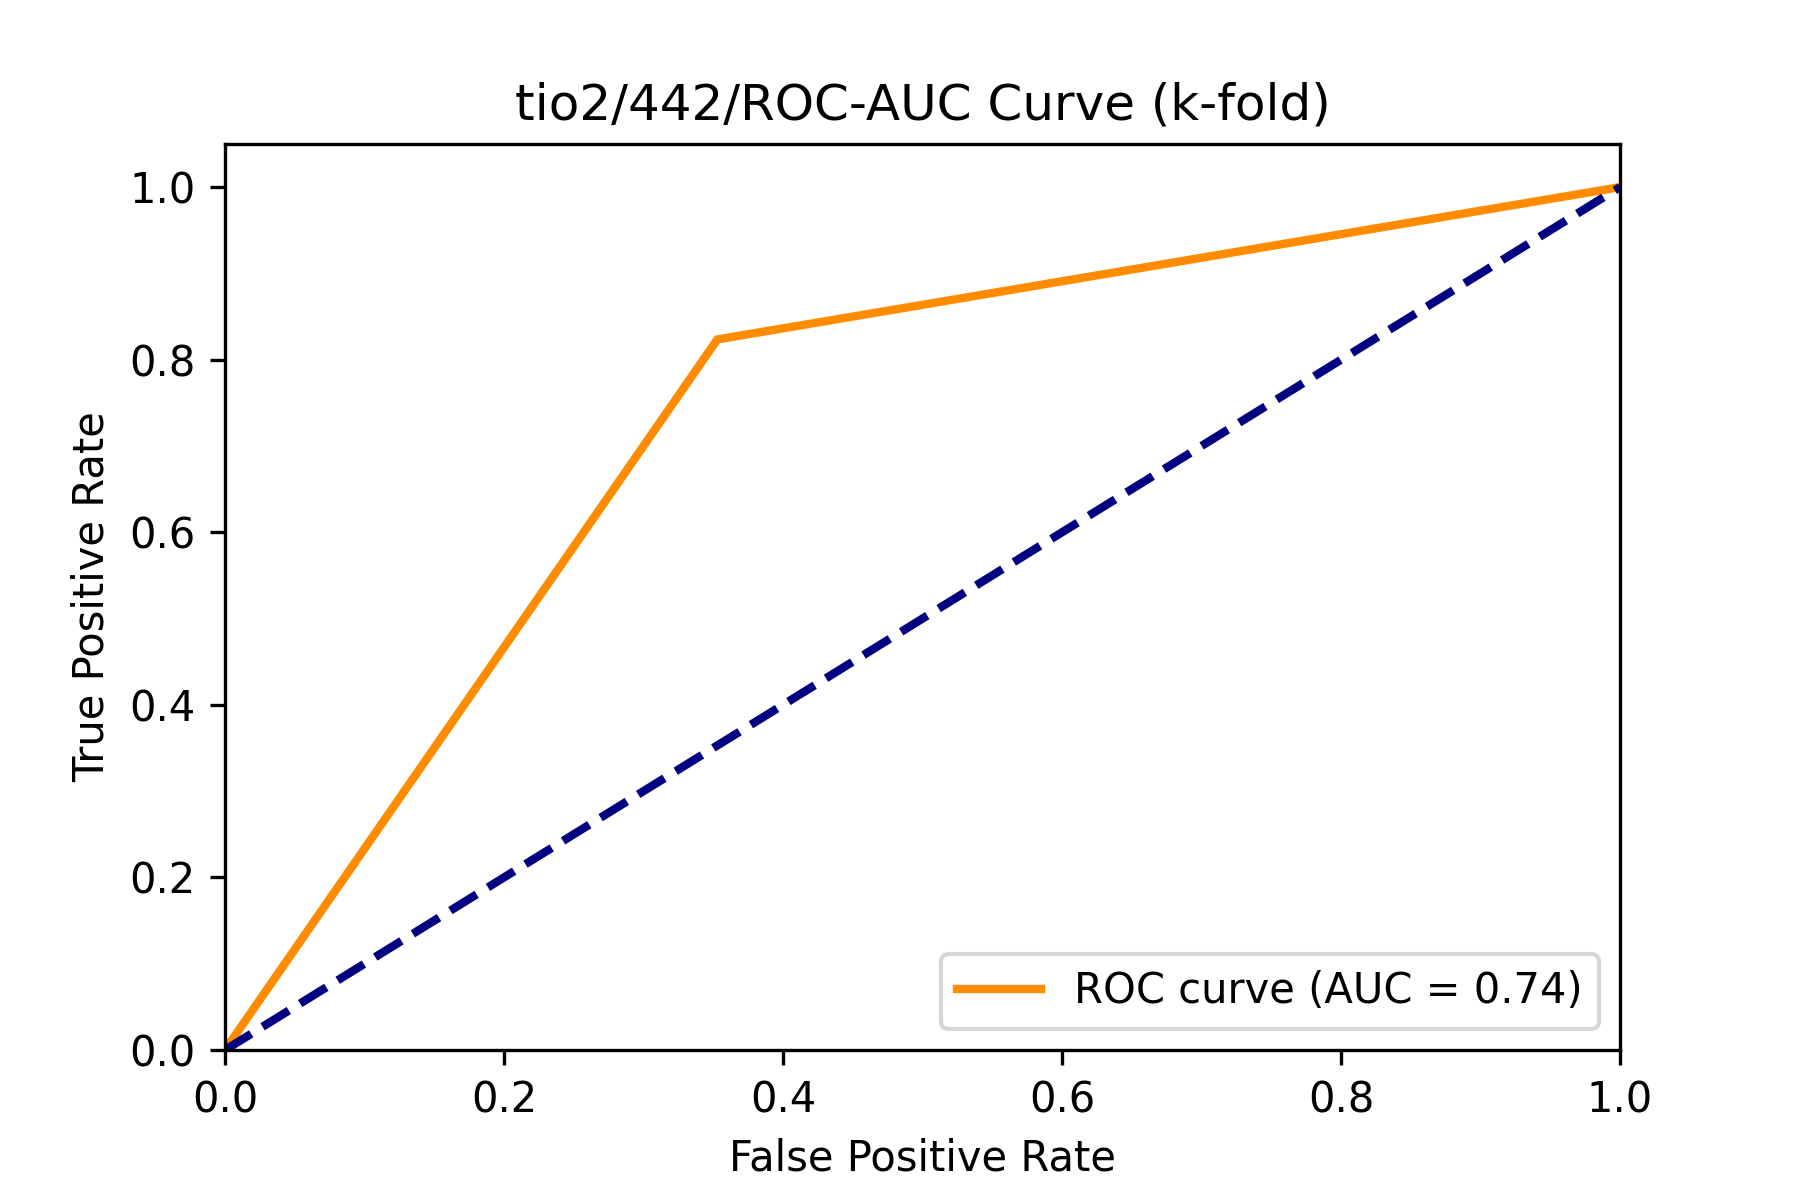 tio2/442/ROC-AUC Curve (k-fold)
True Positive Rate
1.0
0.8
0.6
0.4
0.2
0.0
ROC curve (AUC = 0.74)
0.0 0.2 0.4 0.6 0.8 1.0
False Positive Rate